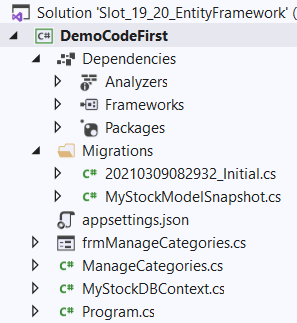 Solution 'Slot_19_20_EntityFramework' (
C# DemoCodeFirst
Dependencies
Analyzers
Frameworks
Packages
Migrations
C# 20210309082932_Initial.cs
C# MyStockModelSnapshot.cs
appsettings.json
frmManageCategories.cs
C# ManageCategories.cs
C# MyStockDBContext.cs
C# Program.cs